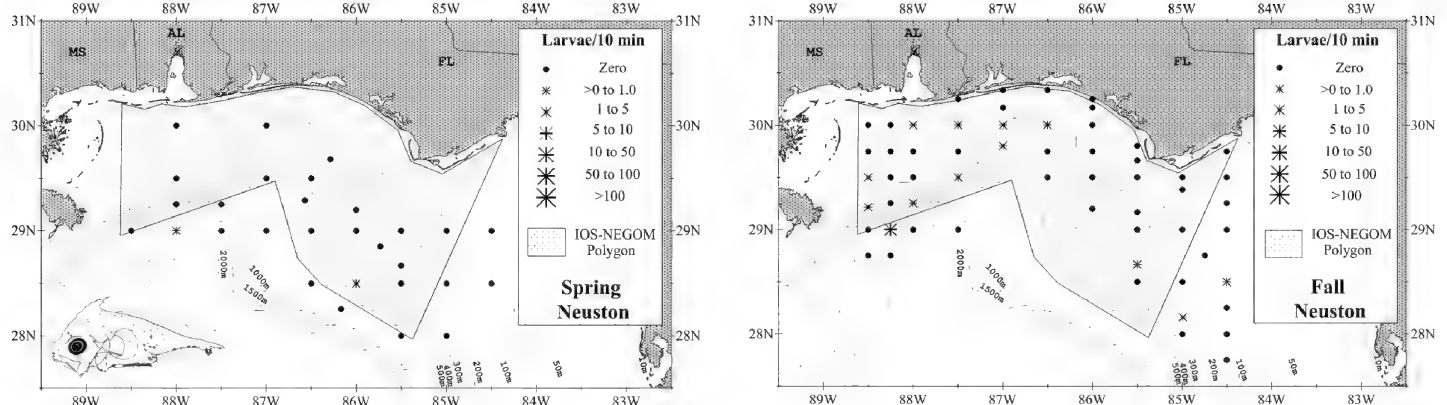 89W 88W 87W 86W 85W 84W 83W
31N
30N
29N
28N
MS
AL
FL
Larvae/10 min
Zero
>0 to 1.0
1 to 5
5 to 10
10 to 50
50 to 100
>100
IOS-NEGOM
Polygon
Spring
Neuston
2000m
1000m
1500m
500m
400m
300m
200m
100m
50m
10m
89W 88W 87W 86W 85W 84W 83W
89W 88W 87W 86W 85W 84W 83W
31N 31N
30N 30N
29N 29N
28N 28N
MS
AL
FL
Larvae/10 min
Zero
>0 to 1.0
1 to 5
5 to 10
10 to 50
50 to 100
>100
IOS-NEGOM
Polygon
Fall
Neuston
2000m
1000m
1500m
500m
400m
300m
200m
100m
50m
10m
89W 88W 87W 86W 85W 84W 83W
31N
30N
29N
28N